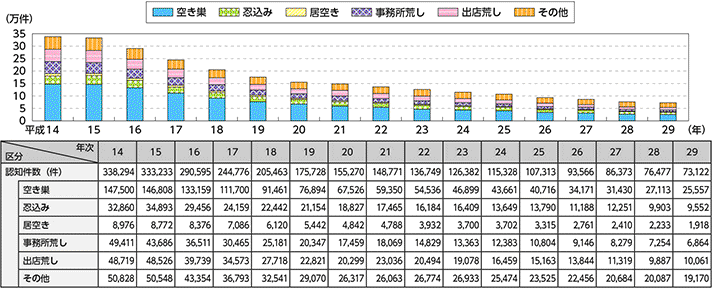 (万件)
空き巣 忍込み 居空き 事務所荒し 出店荒し その他
35
30
25
20
15
10
5
0
平成14 15 16 17 18 19 20 21 22 23 24 25 26 27 28 29 (年)
年次 14 15 16 17 18 19 20 21 22 23 24 25 26 27 28 29
区分
認知件数(件) 338,294 333,233 290,595 244,776 205,463 175,728 155,270 148,771 136,749 126,382 115,328 107,313 93,566 86,373 76,477 73,122
空き巣 147,500 146,808 133,159 111,700 91,461 76,894 67,526 59,350 54,536 46,899 43,661 40,716 34,171 31,430 27,113 25,557
忍込み 32,860 34,893 29,456 24,159 22,442 21,154 18,827 17,465 16,184 16,409 13,649 13,790 11,188 12,251 9,903 9,552
居空き 8,976 8,772 8,376 7,086 6,120 5,442 4,842 4,788 3,932 3,700 3,702 3,315 2,761 2,410 2,233 1,918
事務所荒し 49,411 43,686 36,511 30,465 25,181 20,347 17,459 18,069 14,829 13,363 12,383 10,804 9,146 8,279 7,254 6,864
出店荒し 48,719 48,526 39,739 34,573 27,718 22,821 20,299 23,036 20,494 19,078 16,459 15,163 13,844 11,319 9,887 10,061
その他 50,828 50,548 43,354 36,793 32,541 29,070 26,317 26,063 26,774 26,933 25,474 23,525 22,456 20,684 20,087 19,170